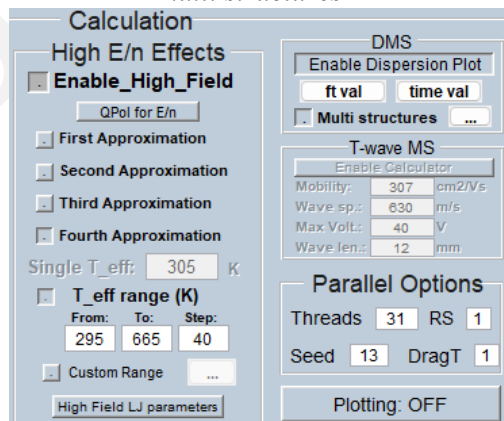 Calculation
High E/n Effects
Enable_High_Field
QPol for E/n
First Approximation
Second Approximation
Third Approximation
Fourth Approximation
Single T_eff: 305 K
T_eff range (K)
From: To: Step:
295 665 40
Custom Range ...
High Field LJ parameters
DMS
Enable Dispersion Plot
ft val time val
Multi structures ...
T-wave MS
Enable Calculator
Mobility: 307 cm2/Vs
Wave sp.: 630 m/s
Max Volt.: 40 V
Wave len.: 12 mm
Parallel Options
Threads 31 RS 1
Seed 13 DragT 1
Plotting: OFF